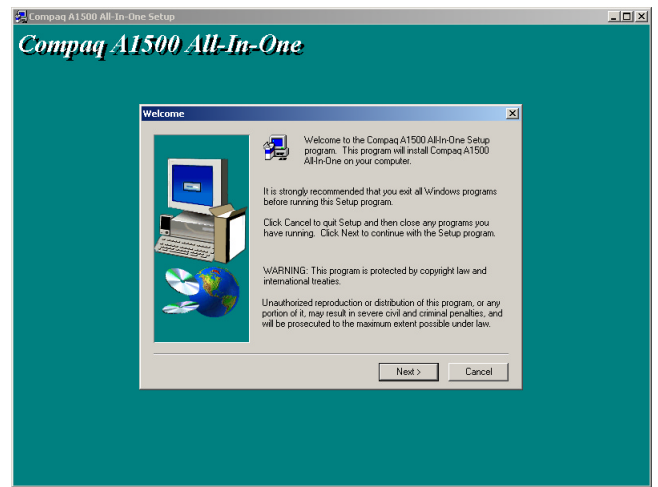 Compaq A1500 All-In-One Setup
Compaq A1500 All-In-One
Welcome
Welcome to the Compaq A1500 All-In-One Setup
program. This program will install Compaq A1500
All-In-One on your computer.
It is strongly recommended that you exit all Windows programs
before running this Setup program.
Click Cancel to quit Setup and then close any programs you
have running. Click Next to continue with the Setup program.
WARNING: This program is protected by copyright law and
international treaties.
Unauthorized reproduction or distribution of this program, or any
portion of it, may result in severe civil and criminal penalties, and
will be prosecuted to the maximum extent possible under law.
Next >
Cancel